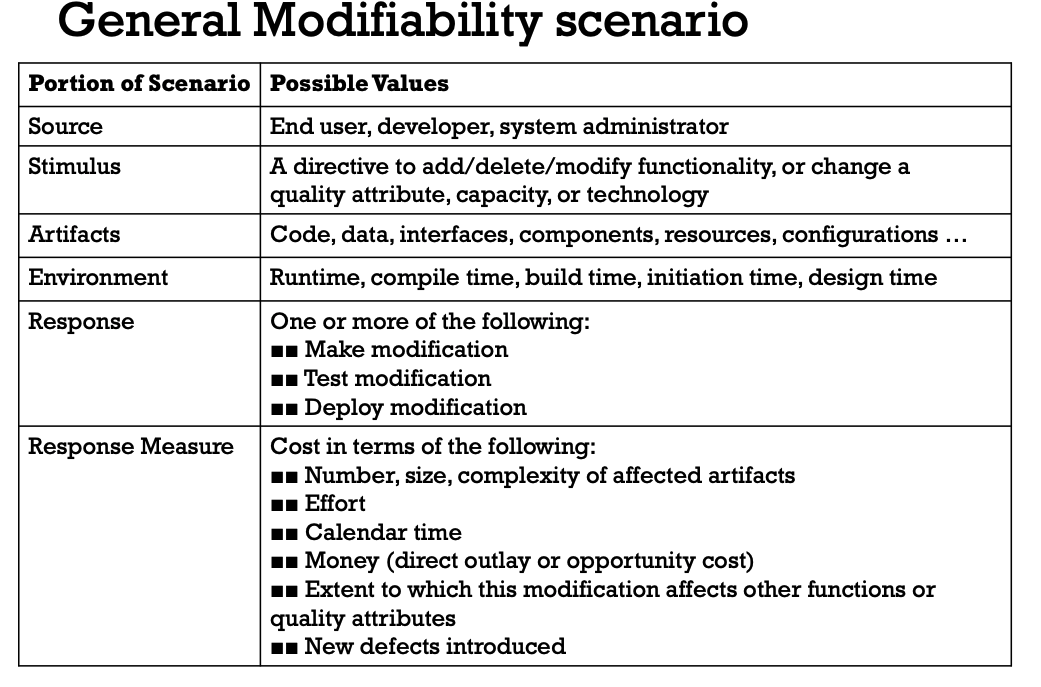 General Modifiability scenario
Portion of Scenario Possible Values
Source End user, developer, system administrator
Stimulus A directive to add/delete/modify functionality, or change a
quality attribute, capacity, or technology
Artifacts Code, data, interfaces, components, resources, configurations …
Environment Runtime, compile time, build time, initiation time, design time
Response One or more of the following:
■■ Make modification
■■ Test modification
■■ Deploy modification
Response Measure Cost in terms of the following:
■■ Number, size, complexity of affected artifacts
■■ Effort
■■ Calendar time
■■ Money (direct outlay or opportunity cost)
■■ Extent to which this modification affects other functions or
quality attributes
■■ New defects introduced